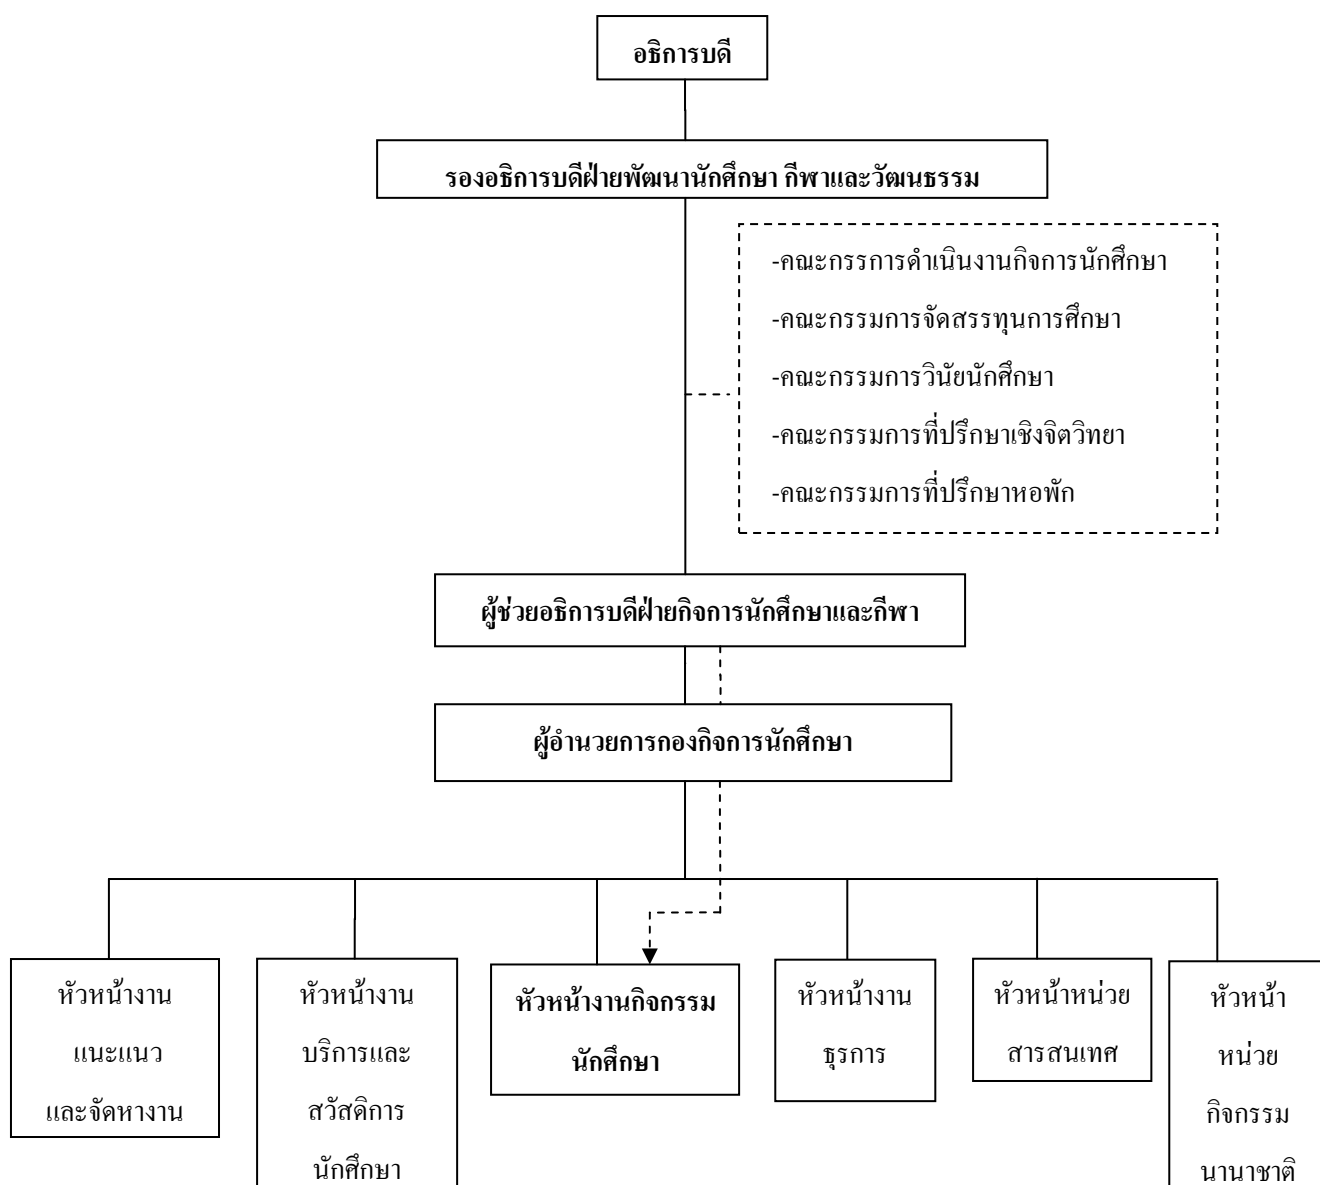 อธิการบดี
รองอธิการบดีฝ่ายพัฒนานักศึกษา กีฬาและวัฒนธรรม
-คณะกรรการดำเนินงานกิจการนักศึกษา
-คณะกรรมการจัดสรรทุนการศึกษา
-คณะกรรมการวินัยนักศึกษา
-คณะกรรมการที่ปรึกษาเชิงจิตวิทยา
-คณะกรรมการที่ปรึกษาหอพัก
ผู้ช่วยอธิการบดีฝ่ายกิจการนักศึกษาและกีฬา
ผู้อำนวยการกองกิจการนักศึกษา
หัวหน้างาน
แนะแนว
และจัดหางาน
หัวหน้างาน
บริการและ
สวัสดิการ
นักศึกษา
หัวหน้างานกิจกรรม
นักศึกษา
หัวหน้างาน
ธุรการ
หัวหน้าหน่วย
สารสนเทศ
หัวหน้า
หน่วย
กิจกรรม
นานาชาติ